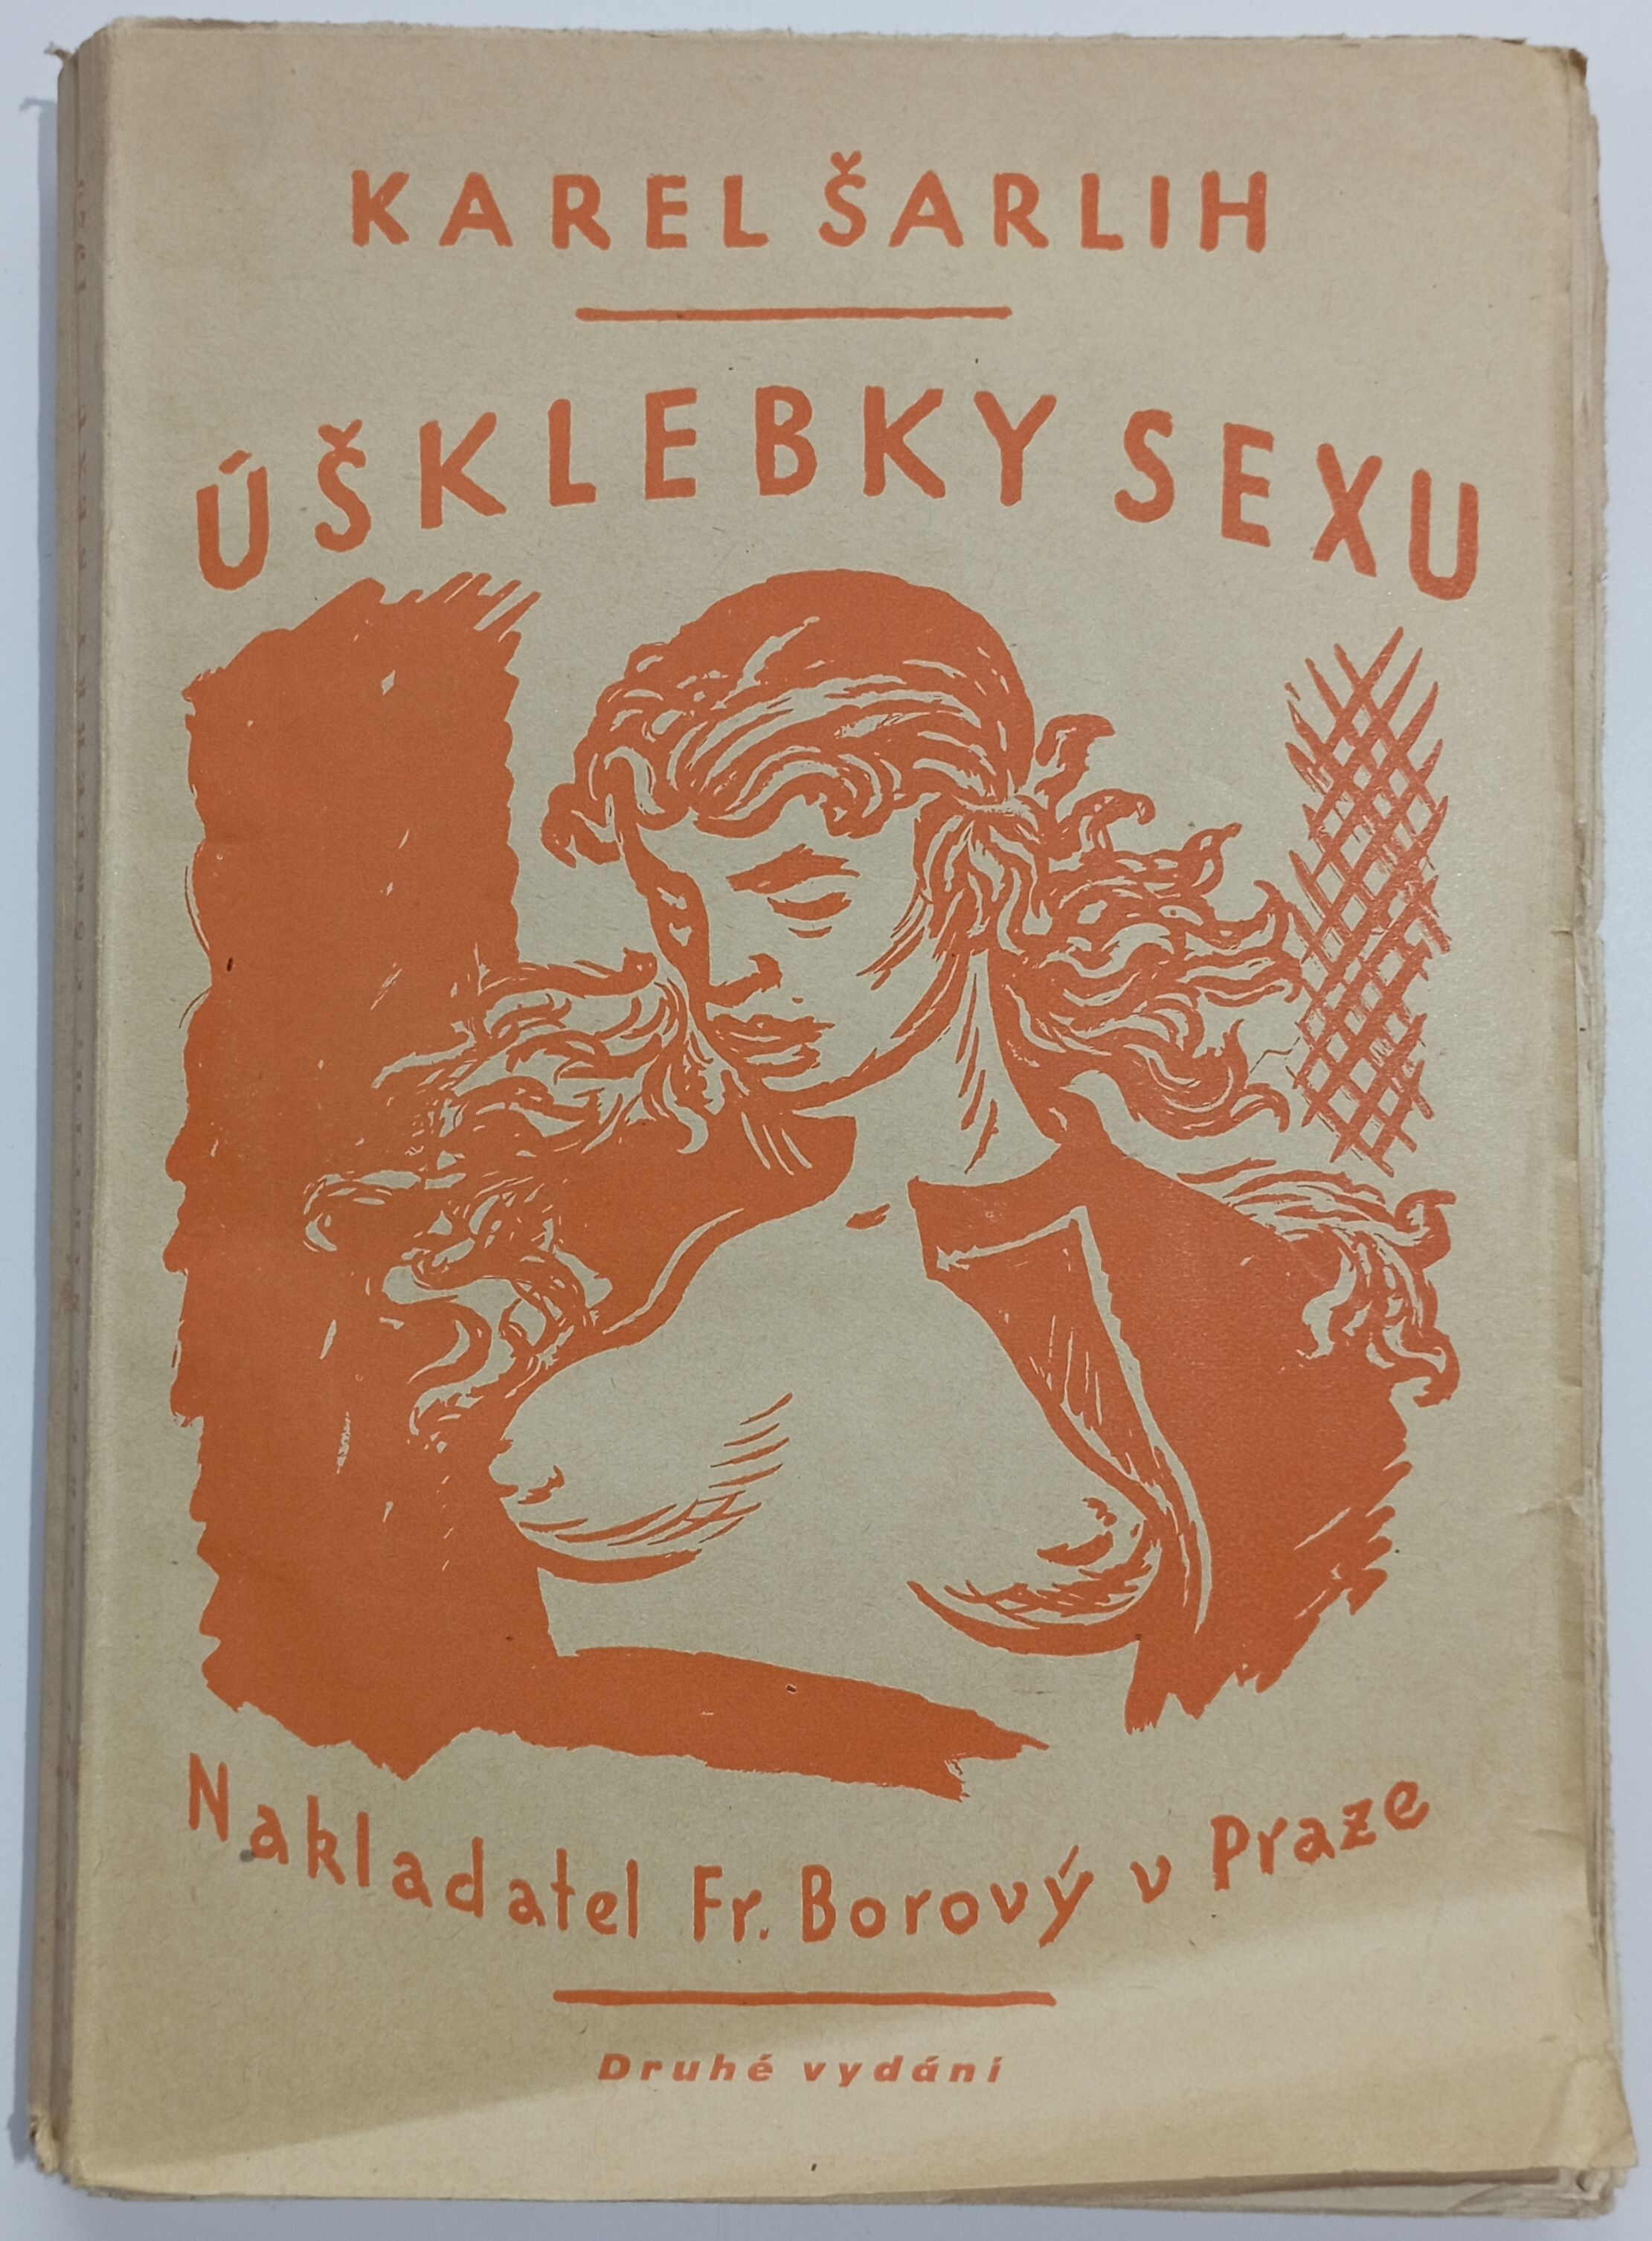 KAREL ŠARLIH
ÚŠKLEBKY SEXU
Nakladatel Fr. Borový v Praze
Druhé vydání